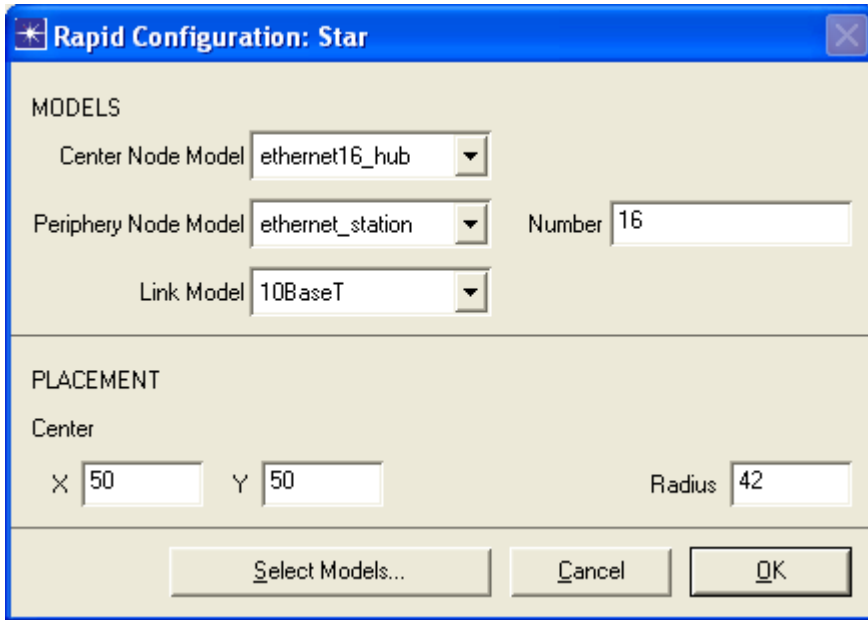 Rapid Configuration: Star
MODELS
Center Node Model ethernet16_hub
Periphery Node Model ethernet_station Number 16
Link Model 10BaseT
PLACEMENT
Center
X 50 Y 50 Radius 42
Select Models... Cancel OK